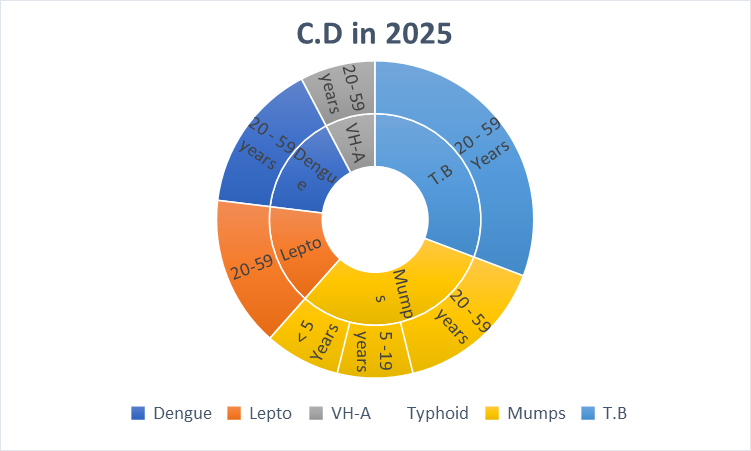 C.D in 2025
20 - 59
years
VH-A
20 - 59
Years
T.B
20 - 59
years
Dengu
e
20-59
Lepto
Mump
s
20 - 59
years
5 -19
years
< 5
Years
Dengue Lepto VH-A Typhoid Mumps T.B